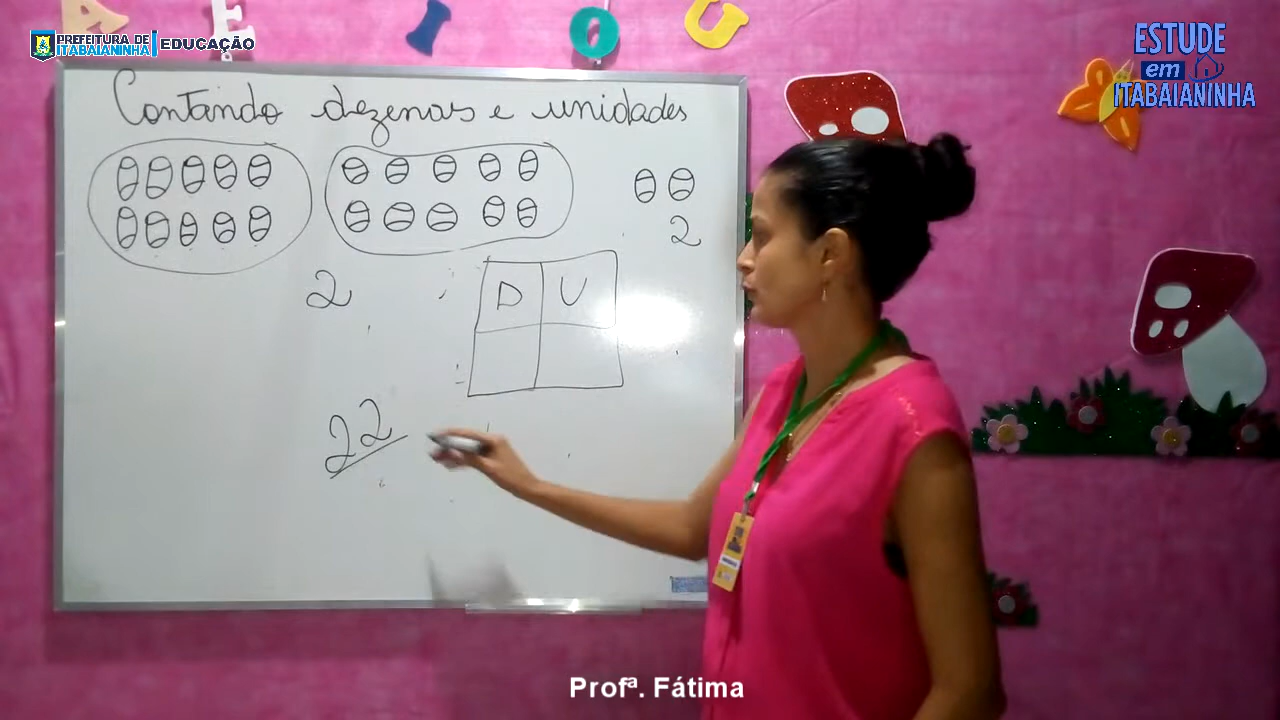 A E I O U
PREFEITURA DE
ITABAIANINHA EDUCAÇÃO
ESTUDE
em
ITABAIANINHA
Contando dezenas e unidades
2
2
D U
22
Profª. Fátima